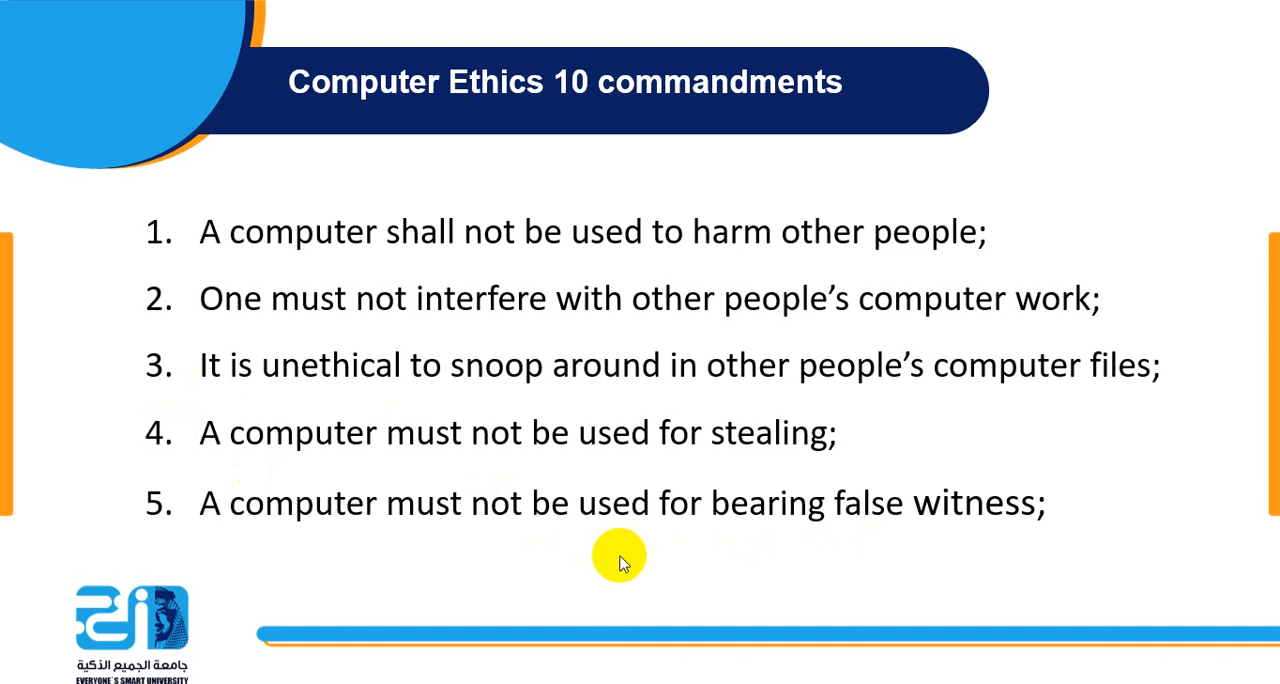 Computer Ethics 10 commandments
1. A computer shall not be used to harm other people;
2. One must not interfere with other people’s computer work;
3. It is unethical to snoop around in other people’s computer files;
4. A computer must not be used for stealing;
5. A computer must not be used for bearing false witness;
جامعة الجميع الذكية
EVERYONE`S SMART UNIVERSITY